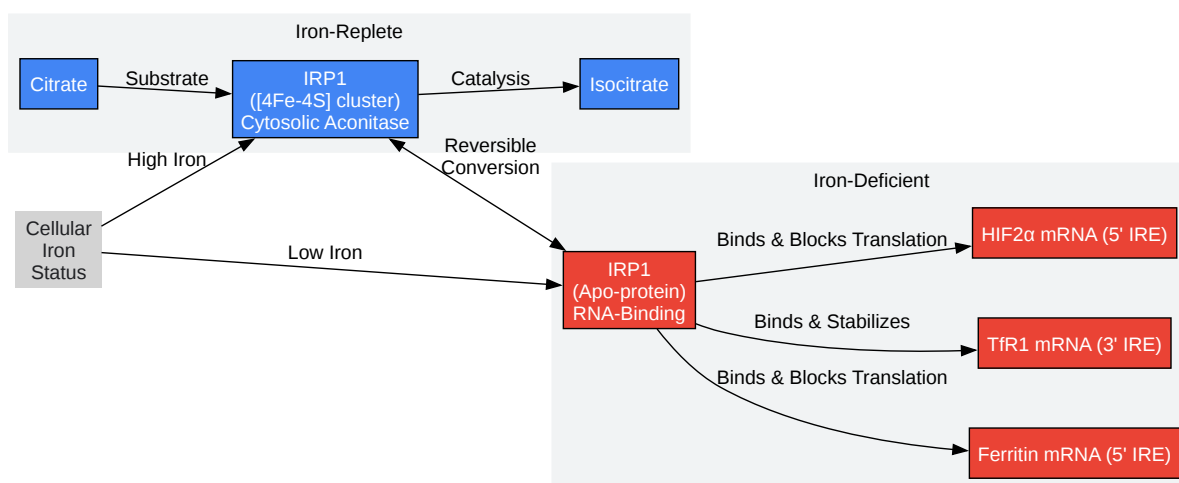 Iron-Replete
Citrate
Substrate
IRP1
([4Fe-4S] cluster)
Cytosolic Aconitase
Catalysis
Isocitrate
High Iron
Reversible
Conversion
Cellular
Iron
Status
Low Iron
Iron-Deficient
IRP1
(Apo-protein)
RNA-Binding
Binds & Blocks Translation
HIF2α mRNA (5' IRE)
Binds & Stabilizes
TfR1 mRNA (3' IRE)
Binds & Blocks Translation
Ferritin mRNA (5' IRE)